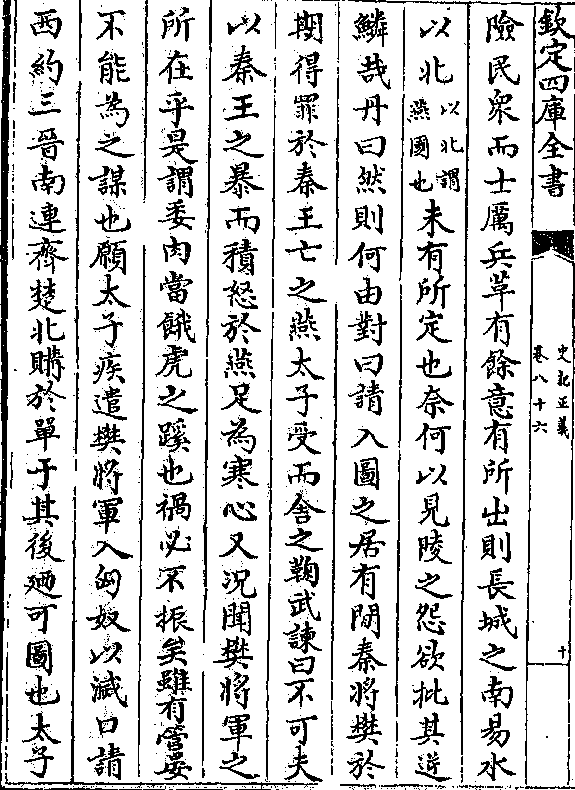 欽定四庫全書
史記正義
卷八十六
十
險民衆而士厲兵革有餘意有所出則長城之南易水
以北以北謂燕國也未有所定也奈何以見陵之怨欲批其逆
鱗哉丹曰然則何由對曰請入圖之居有間秦將樊於
期得罪於秦王亡之燕太子受而舍之鞠武諫曰不可夫
以秦王之暴而積怒於燕足為寒心又況聞樊將軍之
所在乎是謂委肉當餓虎之蹊也禍必不振矣雖有管晏
不能為之謀也願太子疾遣樊將軍入匈奴以滅口請
西約三晉南連齊楚北購於單于其後廼可圖也太子